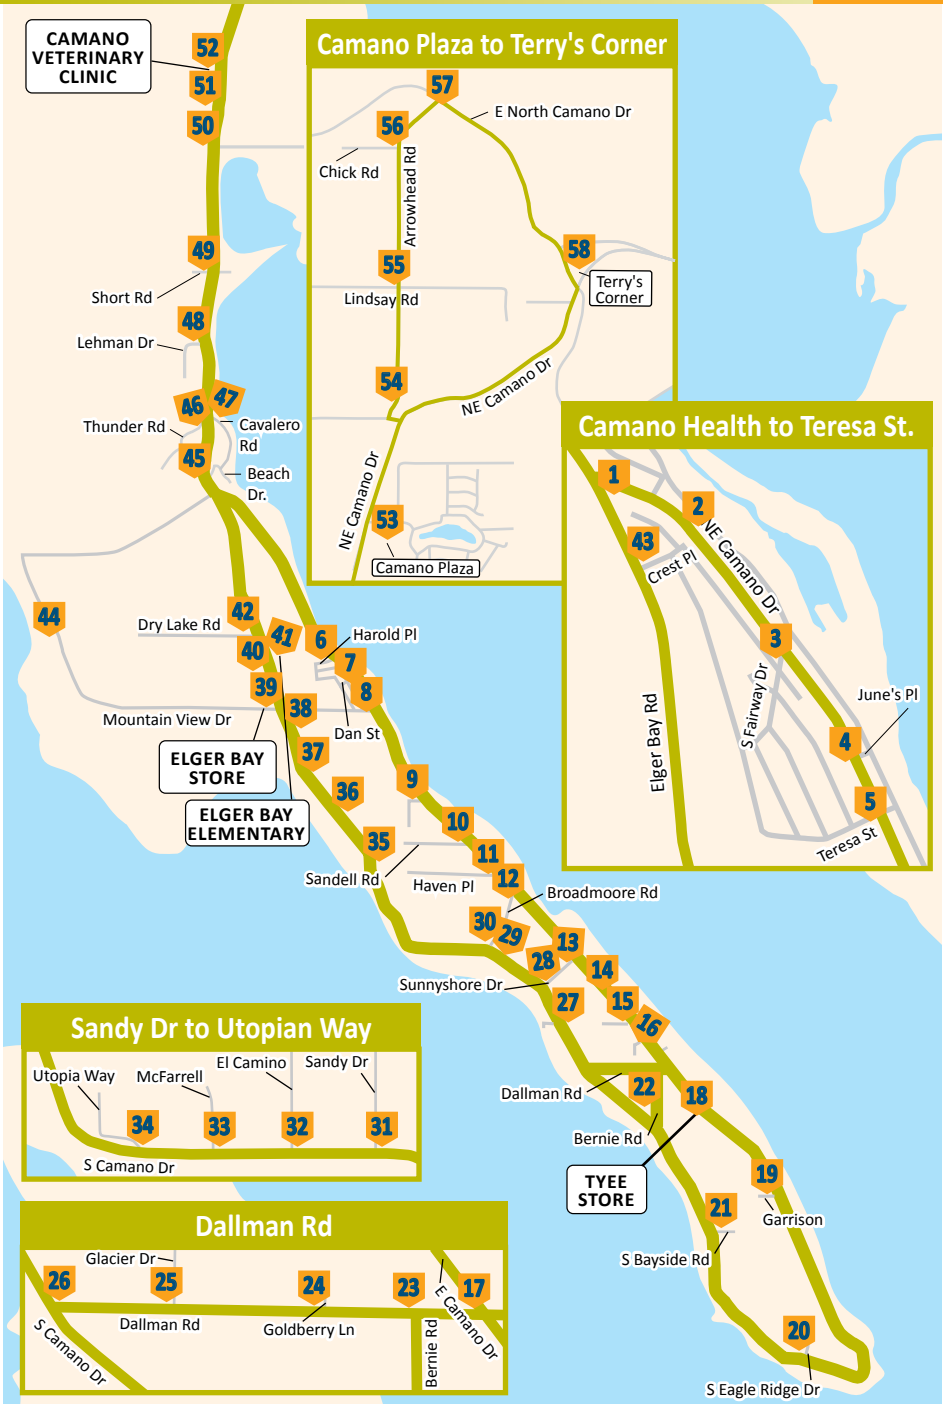 CAMANO
VETERINARY
CLINIC
52
51
50
49
Short Rd
48
Lehman Dr
47
46
Thunder Rd
Cavalero
Rd
45
Beach
Dr.
Camano Plaza to Terry's Corner
57
E North Camano Dr
56
Chick Rd
Arrowhead Rd
58
Terry's
Corner
55
Lindsay Rd
54
NE Camano Dr
NE Camano Dr
53
Camano Plaza
Camano Health to Teresa St.
1
2
NE Camano Dr
43
Crest Pl
3
S Fairway Dr
June's Pl
Elger Bay Rd
4
5
Teresa St
44
42
Dry Lake Rd
41
6
Harold Pl
40
7
39
8
38
Mountain View Dr
Dan St
37
ELGER BAY
STORE
36
9
ELGER BAY
ELEMENTARY
10
35
11
Sandell Rd
Haven Pl
12
Broadmoore Rd
30
29
13
28
14
Sunnyshore Dr
27
15
16
Dallman Rd
22
18
Bernie Rd
TYEE
STORE
19
21
Garrison
S Bayside Rd
20
S Eagle Ridge Dr
Sandy Dr to Utopian Way
Utopia Way
McFarrell
El Camino
Sandy Dr
34
33
32
31
S Camano Dr
Dallman Rd
Glacier Dr
26
25
24
23
17
Dallman Rd
Goldberry Ln
S Camano Dr
Bernie Rd
E Camano Dr